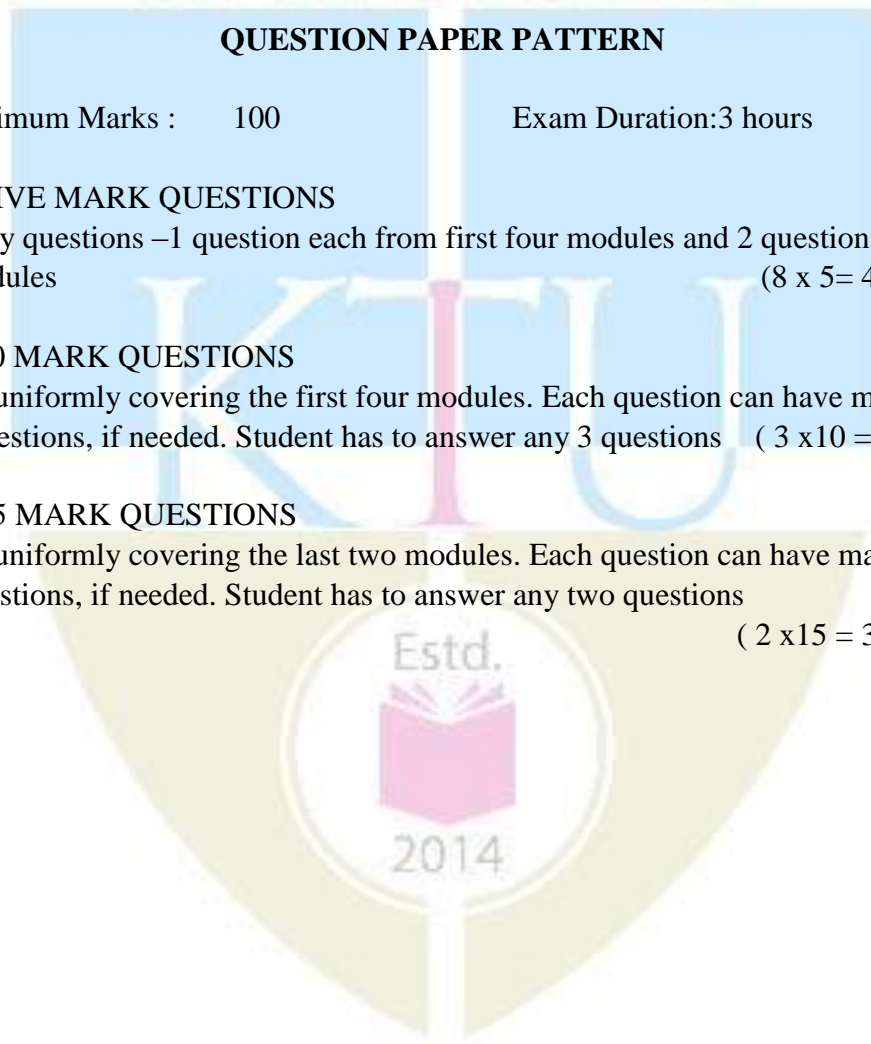 QUESTION PAPER PATTERN
imum Marks : 100 Exam Duration:3 hours
IVE MARK QUESTIONS
y questions –1 question each from first four modules and 2 question
dules (8 x 5= 4
0 MARK QUESTIONS
uniformly covering the first four modules. Each question can have m
estions, if needed. Student has to answer any 3 questions ( 3 x10 =
5 MARK QUESTIONS
uniformly covering the last two modules. Each question can have ma
stions, if needed. Student has to answer any two questions
( 2 x15 = 3
KTU
Estd.
2014